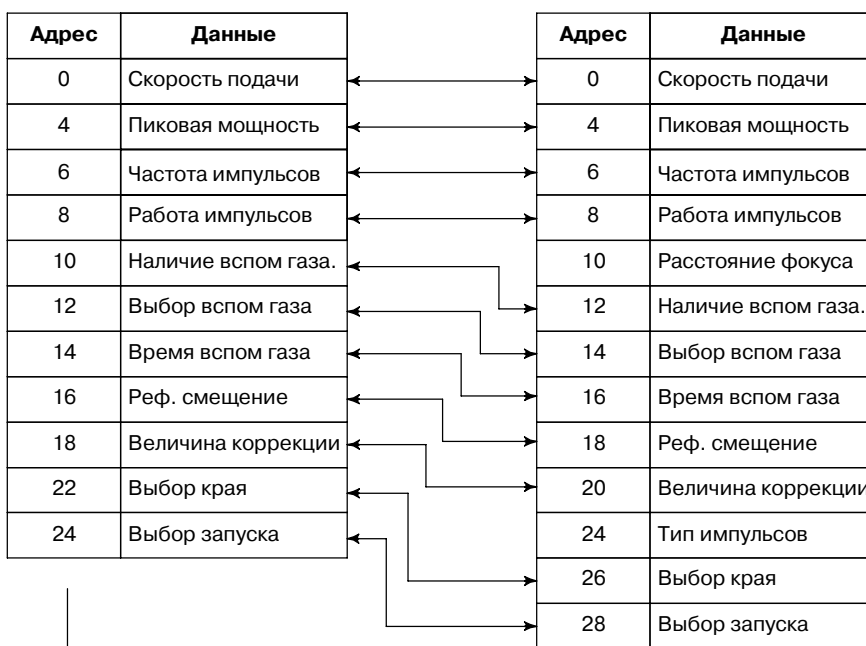 Адрес Данные Адрес Данные
0 Скорость подачи 0 Скорость подачи
4 Пиковая мощность 4 Пиковая мощность
6 Частота импульсов 6 Частота импульсов
8 Работа импульсов 8 Работа импульсов
10 Наличие вспом газа. 10 Расстояние фокуса
12 Выбор вспом газа 12 Наличие вспом газа.
14 Время вспом газа 14 Выбор вспом газа
16 Реф. смещение 16 Время вспом газа
18 Величина коррекции 18 Реф. смещение
22 Выбор края 20 Величина коррекции
24 Выбор запуска 24 Тип импульсов
26 Выбор края
28 Выбор запуска